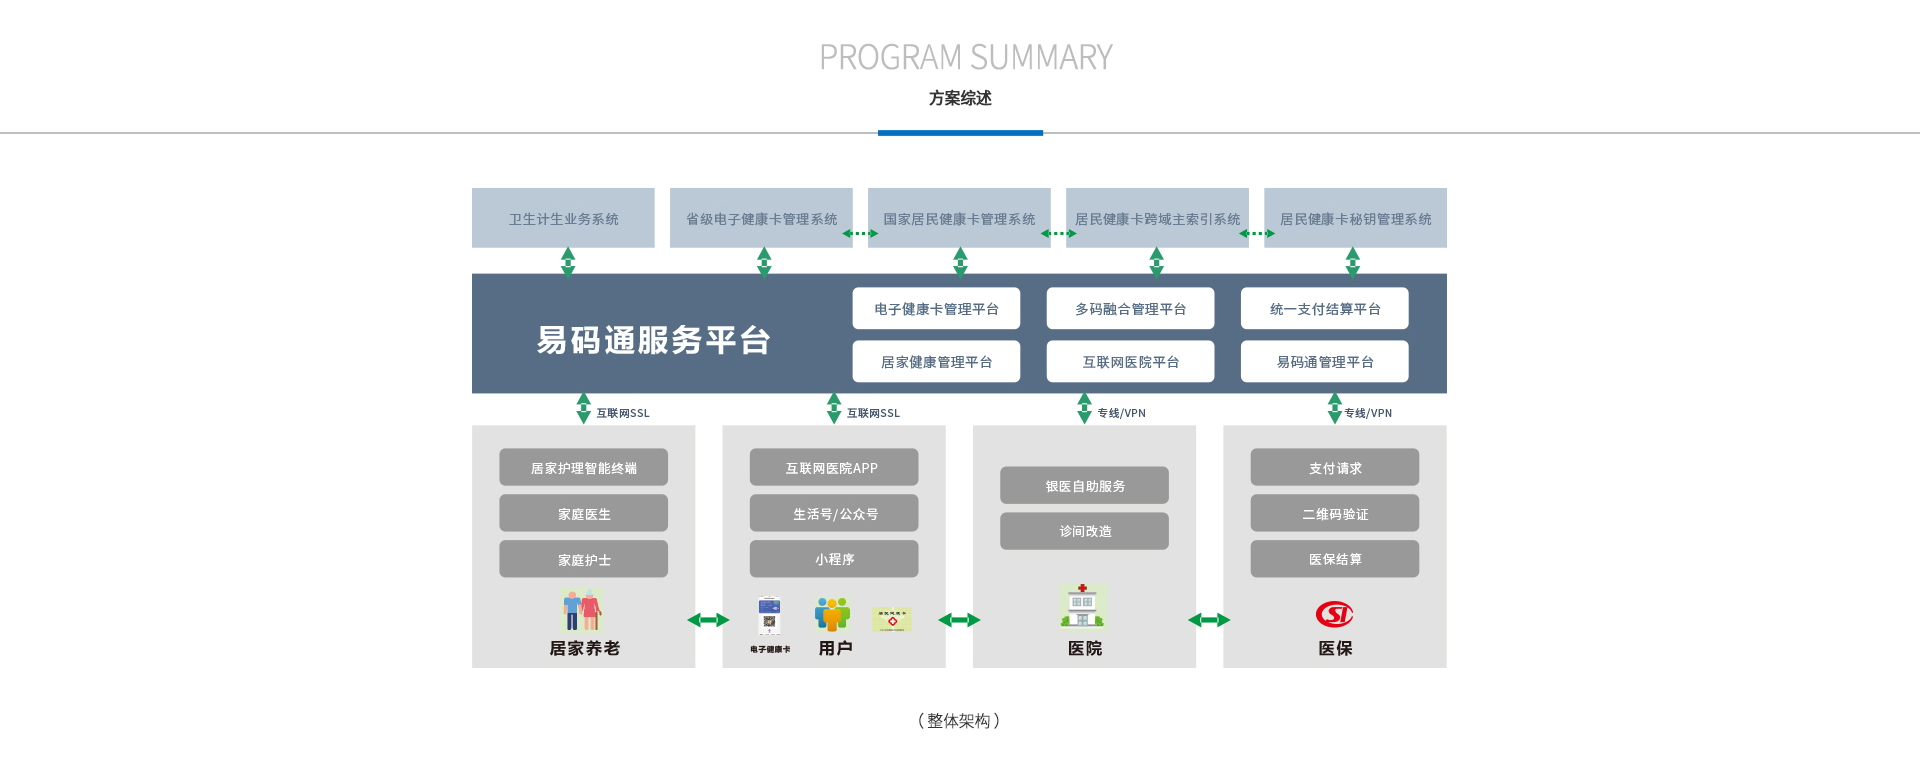 PROGRAM SUMMARY
方案综述
卫生计生业务系统
省级电子健康卡管理系统
国家居民健康卡管理系统
居民健康卡跨域主索引系统
居民健康卡秘钥管理系统
易码通服务平台
电子健康卡管理平台
多码融合管理平台
统一支付结算平台
居家健康管理平台
互联网医院平台
易码通管理平台
互联网SSL
互联网SSL
专线/VPN
专线/VPN
居家护理智能终端
家庭医生
家庭护士
居家养老
互联网医院APP
生活号/公众号
小程序
电子健康卡
用户
居民健康卡
银医自助服务
诊间改造
医院
支付请求
二维码验证
医保结算
SI
医保
（整体架构）